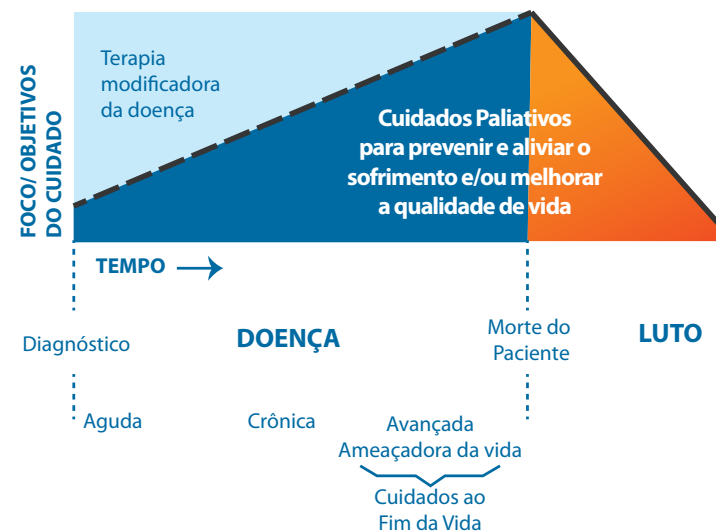 FOCO/ OBJETIVOS
DO CUIDADO
Terapia
modificadora
da doença
Cuidados Paliativos
para prevenir e aliviar o
sofrimento e/ou melhorar
a qualidade de vida
TEMPO
Diagnóstico
DOENÇA
Morte do
Paciente
LUTO
Aguda
Crônica
Avançada
Ameaçadora da vida
Cuidados ao
Fim da Vida